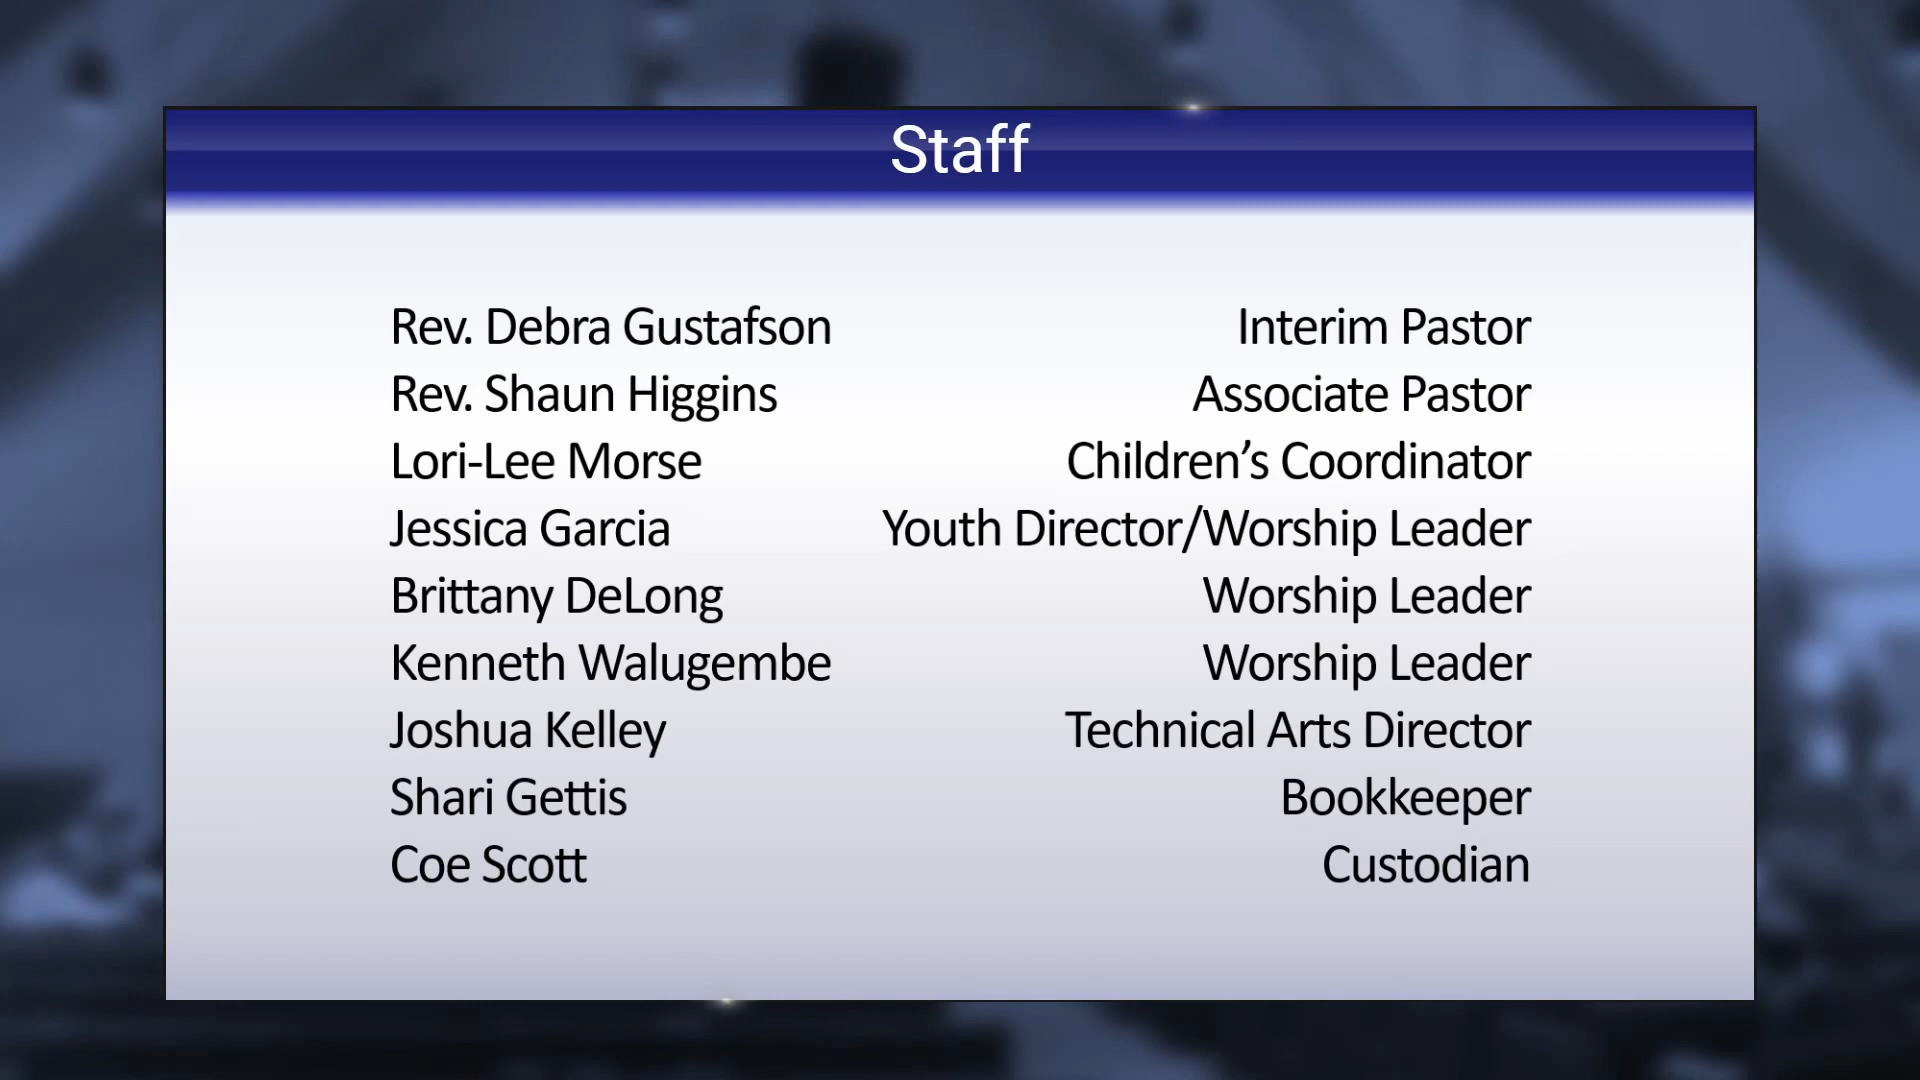 Staff
Rev. Debra Gustafson Interim Pastor
Rev. Shaun Higgins Associate Pastor
Lori-Lee Morse Children’s Coordinator
Jessica Garcia Youth Director/Worship Leader
Brittany DeLong Worship Leader
Kenneth Walugembe Worship Leader
Joshua Kelley Technical Arts Director
Shari Gettis Bookkeeper
Coe Scott Custodian